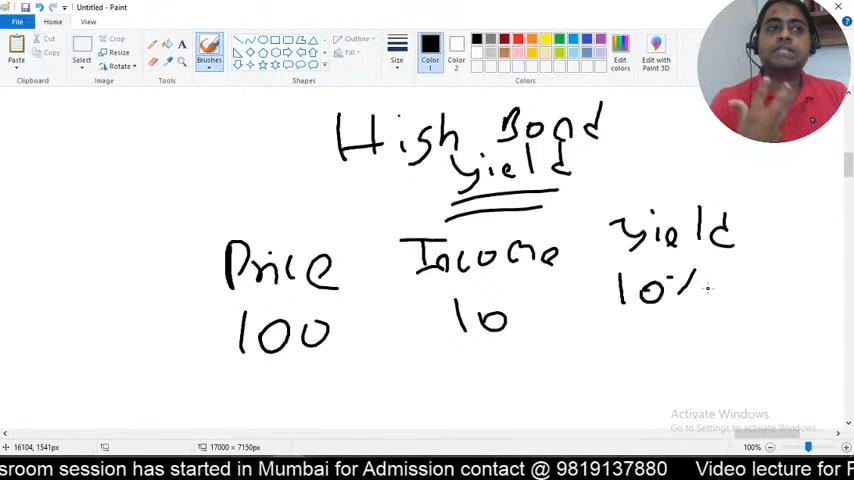 Untitled - Paint
File Home View
Paste
Cut
Copy
Clipboard
Select
Crop
Resize
Rotate
Image
A
Tools
Brushes
Outline
Fill
Shapes
Size
Color 1
Color 2
Edit colors
Colors
Edit with Paint 3D
High Bond
yield
Price Income yield
100 10 10%
Activate Windows
Go to Settings to activate Windows.
16104, 1541px 17000 × 7150px 100%
sroom session has started in Mumbai for Admission contact @ 9819137880 Video lecture for F